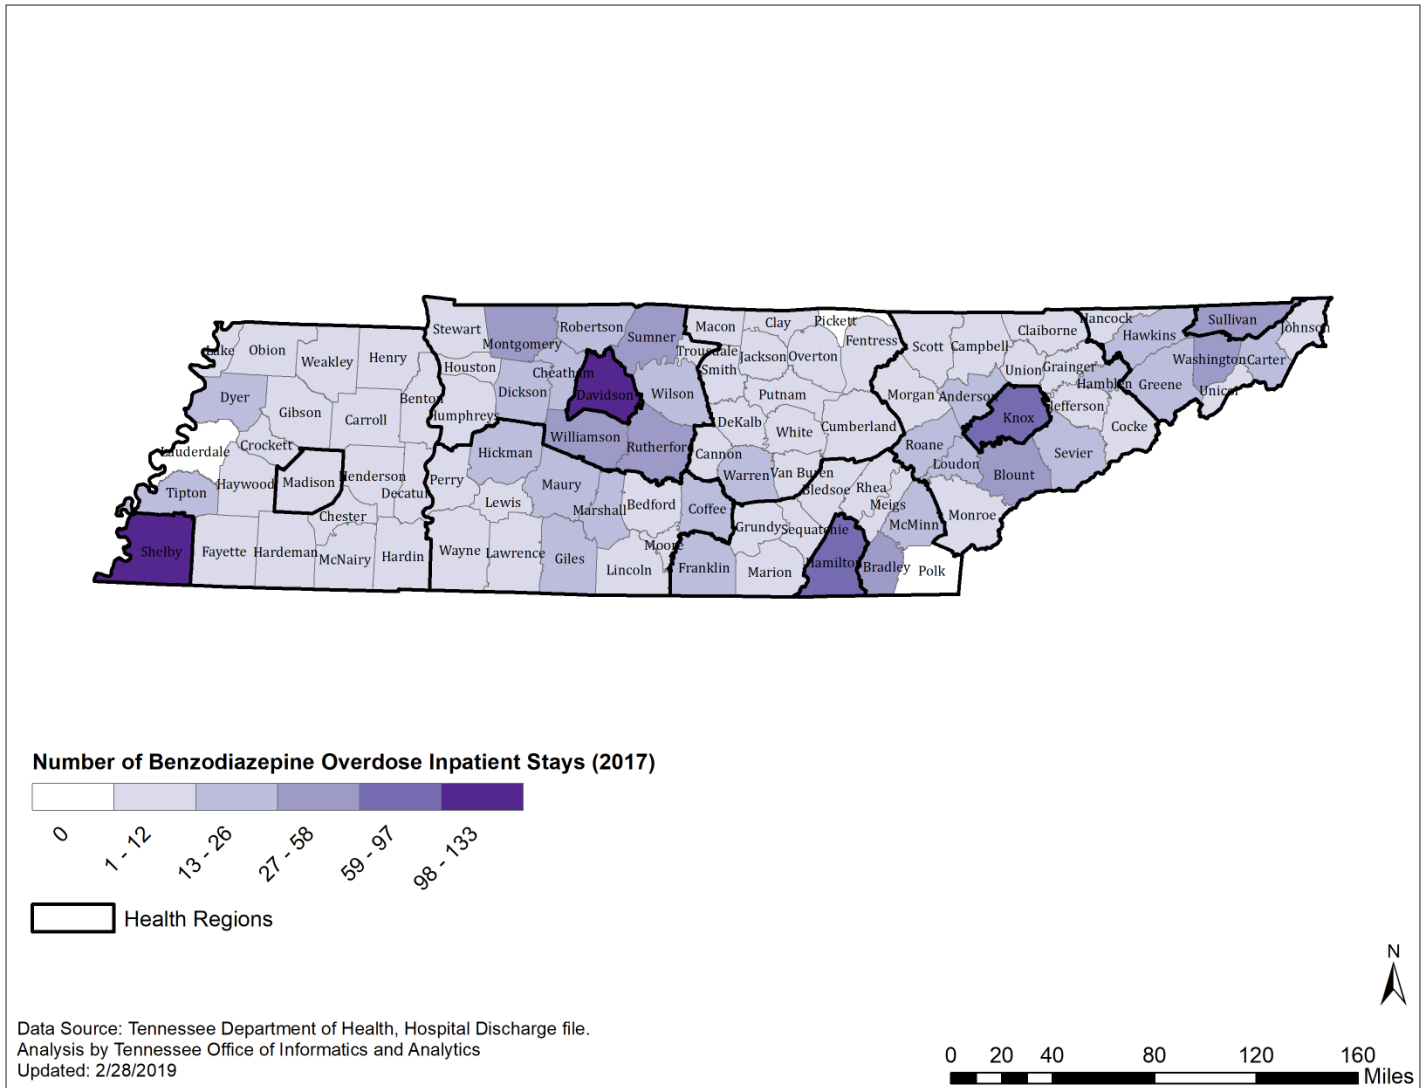 Stewart
Montgomery
Robertson
Sumner
Macon
Clay
Pickett
Fentress
Scott
Campbell
Claiborne
Hancock
Hawkins
Sullivan
Johnson
Lake
Obion
Weakley
Henry
Houston
Trousdale
Smith
Jackson
Overton
Union
Grainger
Hamblen
Greene
Washington
Carter
Unicoi
Dyer
Gibson
Carroll
Benton
Humphreys
Dickson
Cheatham
Davidson
Wilson
Putnam
Morgan
Anderson
Knox
Jefferson
Cocke
Lauderdale
Crockett
Williamson
Rutherford
DeKalb
White
Cumberland
Roane
Loudon
Blount
Sevier
Tipton
Haywood
Madison
Henderson
Decatur
Perry
Hickman
Lewis
Maury
Marshall
Bedford
Cannon
Warren
Van Buren
Bledsoe
Rhea
Meigs
McMinn
Monroe
Chester
Coffee
Grundy
Sequatchie
Shelby
Fayette
Hardeman
McNairy
Hardin
Wayne
Lawrence
Giles
Lincoln
Moore
Franklin
Marion
Hamilton
Bradley
Polk
Number of Benzodiazepine Overdose Inpatient Stays (2017)
0
1 - 12
13 - 26
27 - 58
59 - 97
98 - 133
Health Regions
N
Data Source: Tennessee Department of Health, Hospital Discharge file.
Analysis by Tennessee Office of Informatics and Analytics
Updated: 2/28/2019
0 20 40 80 120 160
Miles